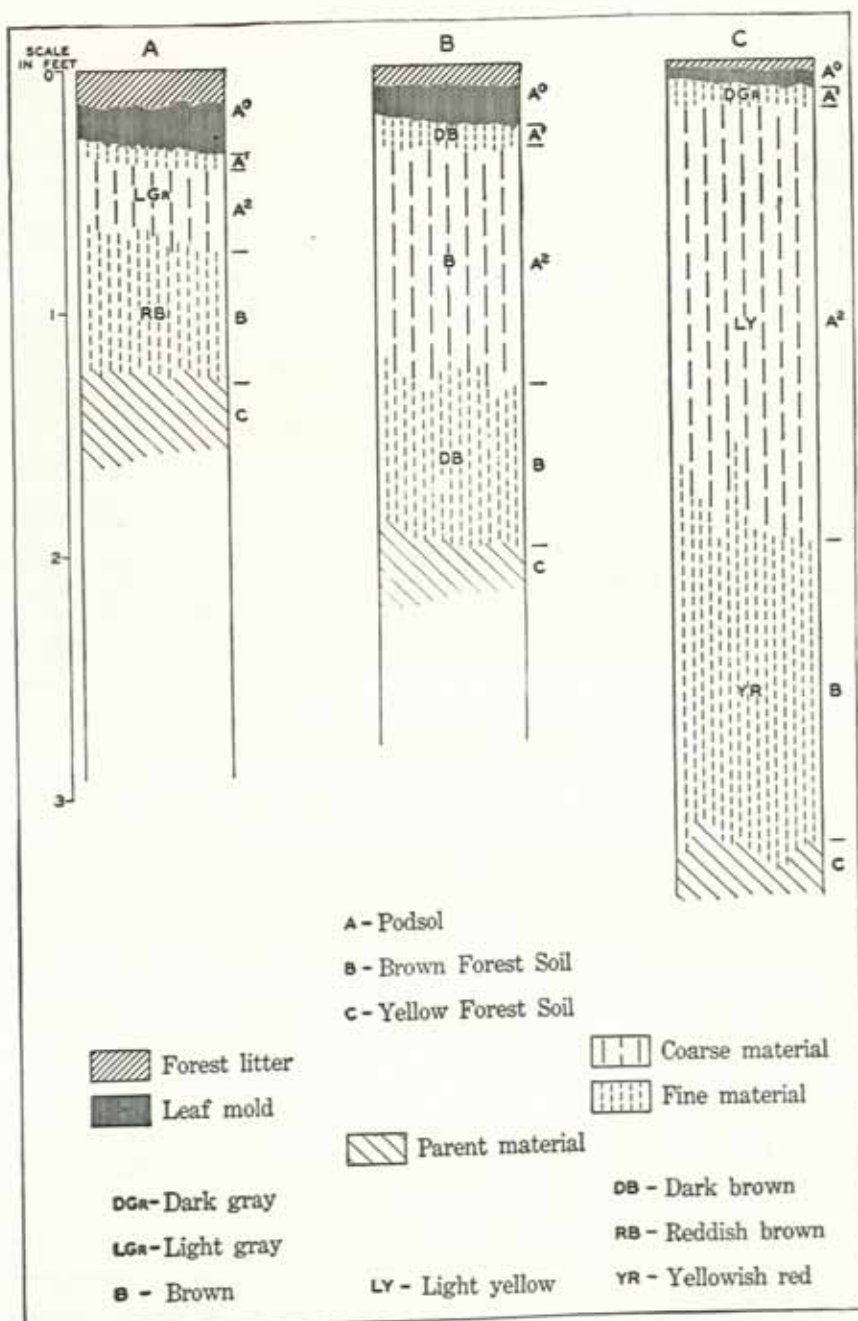 SCALE
IN FEET
A
B
C
0
1
2
3
A⁰
A¹
A²
B
C
LGR
RB
A⁰
A¹
A²
B
C
DB
B
DB
A⁰
A¹
A²
B
C
DGR
LY
YR
A - Podsol
B - Brown Forest Soil
C - Yellow Forest Soil
Forest litter
Leaf mold
Coarse material
Fine material
Parent material
DGR - Dark gray
LGR - Light gray
B - Brown
LY - Light yellow
DB - Dark brown
RB - Reddish brown
YR - Yellowish red